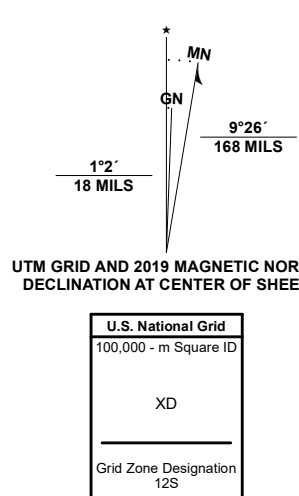 ★
MN
GN
9°26´
168 MILS
1°2´
18 MILS
UTM GRID AND 2019 MAGNETIC NOR
DECLINATION AT CENTER OF SHEE
U.S. National Grid
100,000 - m Square ID
XD
Grid Zone Designation
12S